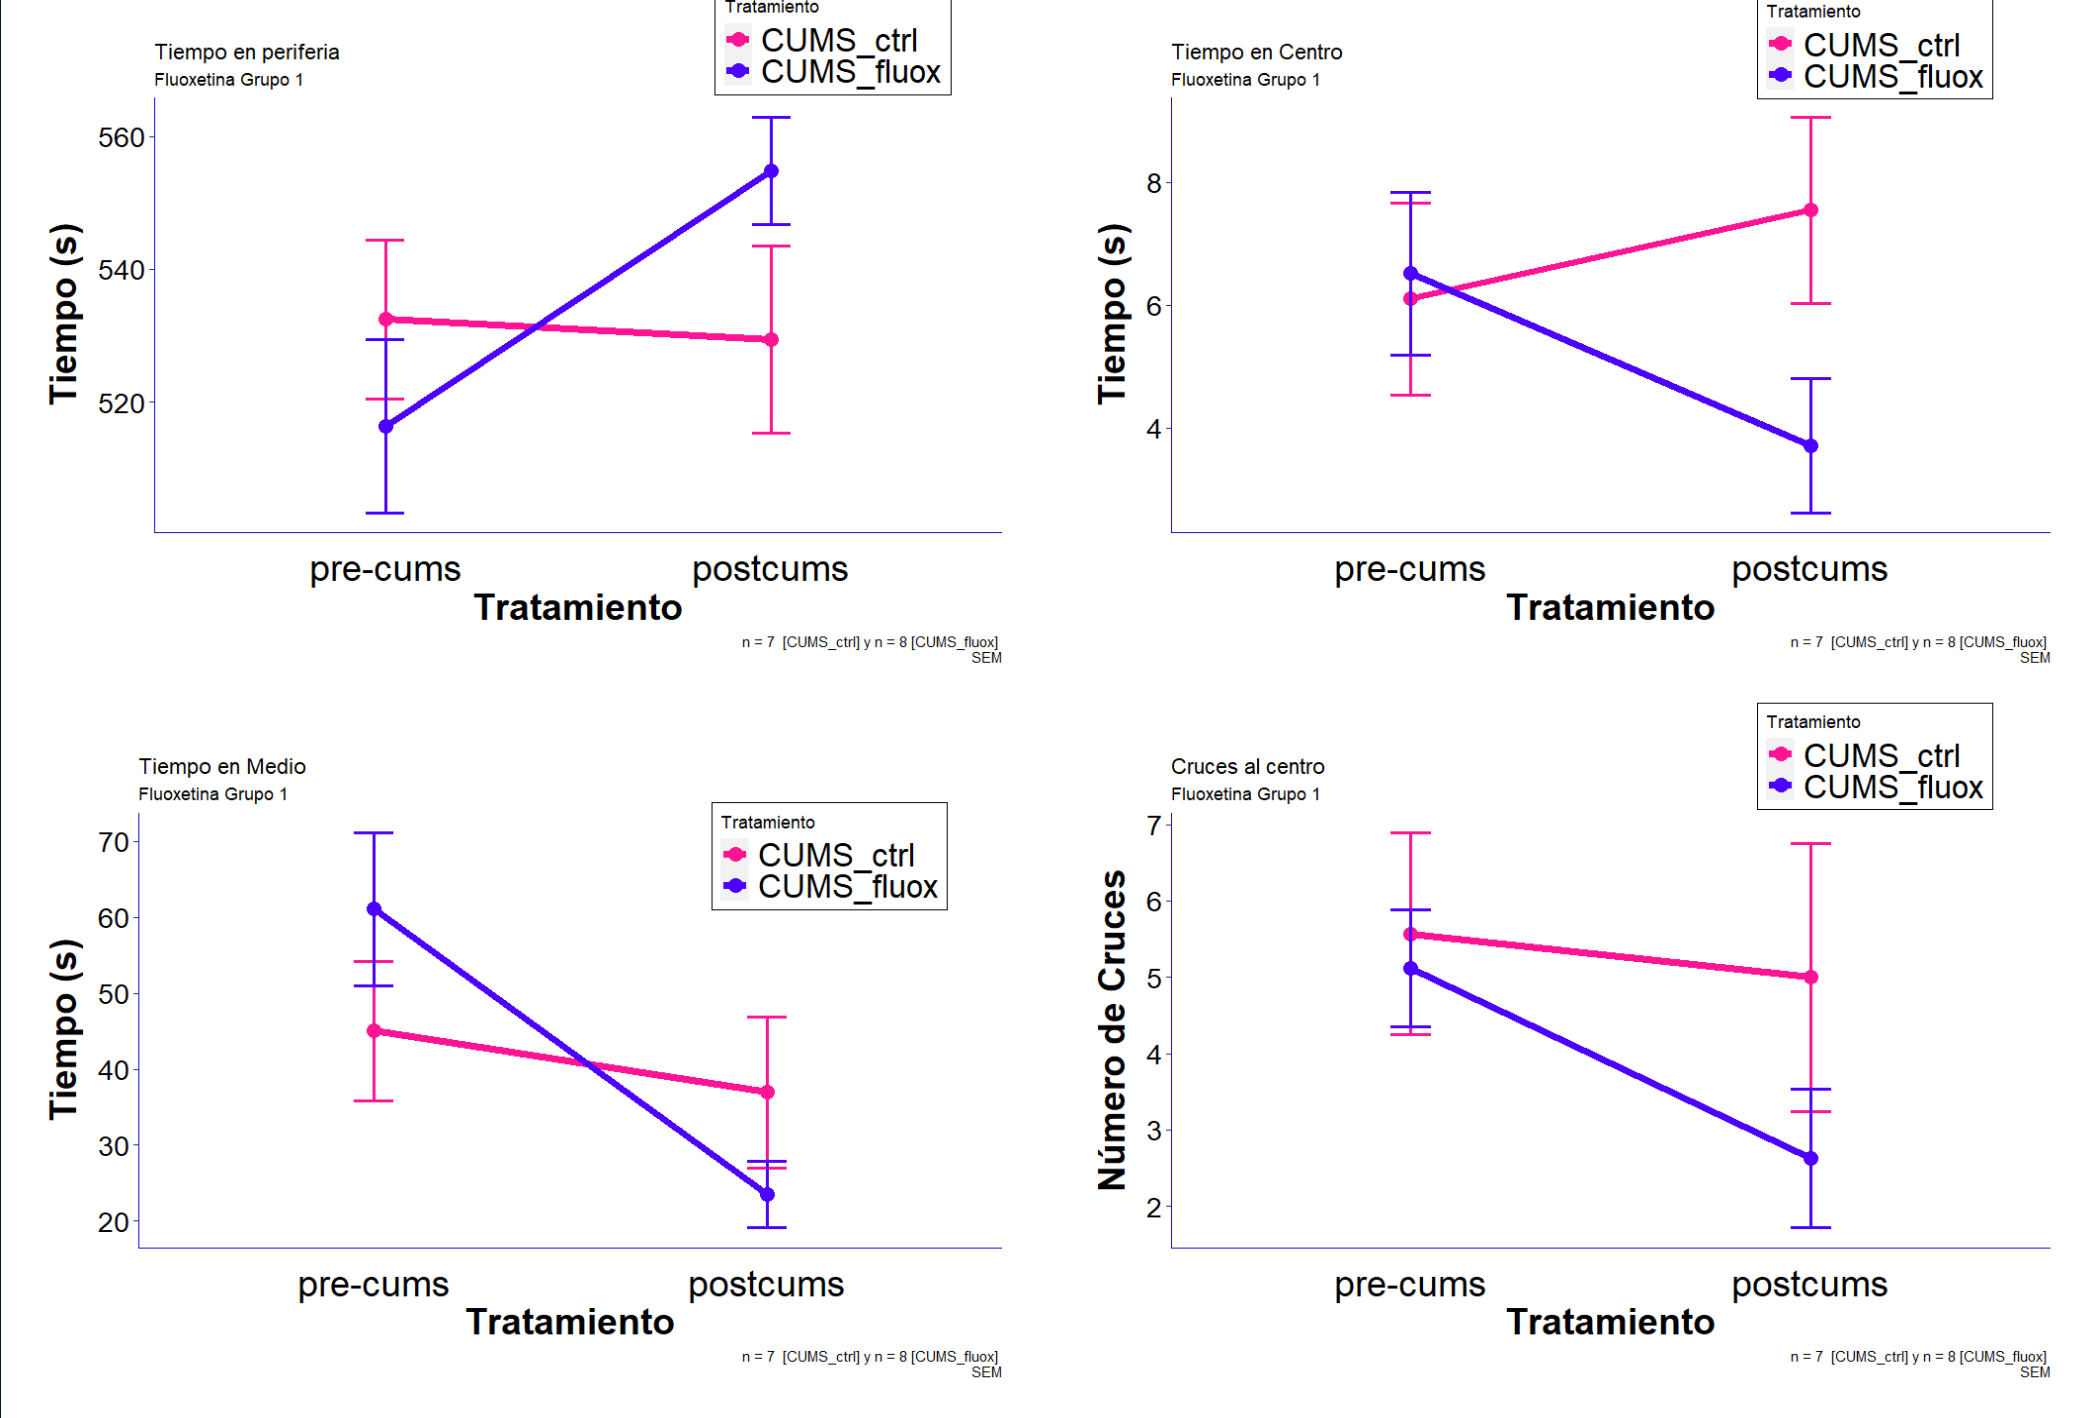 Tratamiento
CUMS_ctrl
CUMS_fluox
Tiempo en periferia
Fluoxetina Grupo 1
560
540
520
Tiempo (s)
pre-cums postcums
Tratamiento
n = 7 [CUMS_ctrl] y n = 8 [CUMS_fluox]
SEM
Tratamiento
CUMS_ctrl
CUMS_fluox
Tiempo en Centro
Fluoxetina Grupo 1
8
6
4
Tiempo (s)
pre-cums postcums
Tratamiento
n = 7 [CUMS_ctrl] y n = 8 [CUMS_fluox]
SEM
Tiempo en Medio
Fluoxetina Grupo 1
Tratamiento
CUMS_ctrl
CUMS_fluox
70
60
50
40
30
20
Tiempo (s)
pre-cums postcums
Tratamiento
n = 7 [CUMS_ctrl] y n = 8 [CUMS_fluox]
SEM
Tratamiento
CUMS_ctrl
CUMS_fluox
Cruces al centro
Fluoxetina Grupo 1
7
6
5
4
3
2
Número de Cruces
pre-cums postcums
Tratamiento
n = 7 [CUMS_ctrl] y n = 8 [CUMS_fluox]
SEM